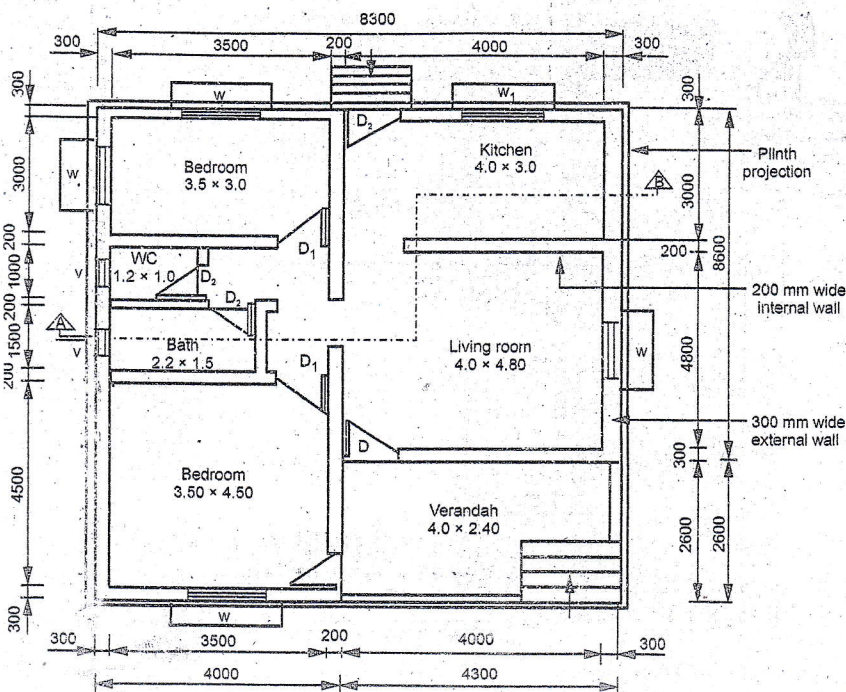 8300
300
3500
200
4000
300
300
3000
200
1000
200
1500
200
4500
300
W
W1
D2
Bedroom
3.5 × 3.0
Kitchen
4.0 × 3.0
B
Plinth
projection
300
3000
200
8600
4800
300
2600
2600
D1
WC
1.2 × 1.0
D2
W
V
D2
A
V
Bath
2.2 × 1.5
D1
Living room
4.0 × 4.80
W
200 mm wide
internal wall
300 mm wide
external wall
D
Bedroom
3.50 × 4.50
Verandah
4.0 × 2.40
W
300
3500
200
4000
300
4000
4300